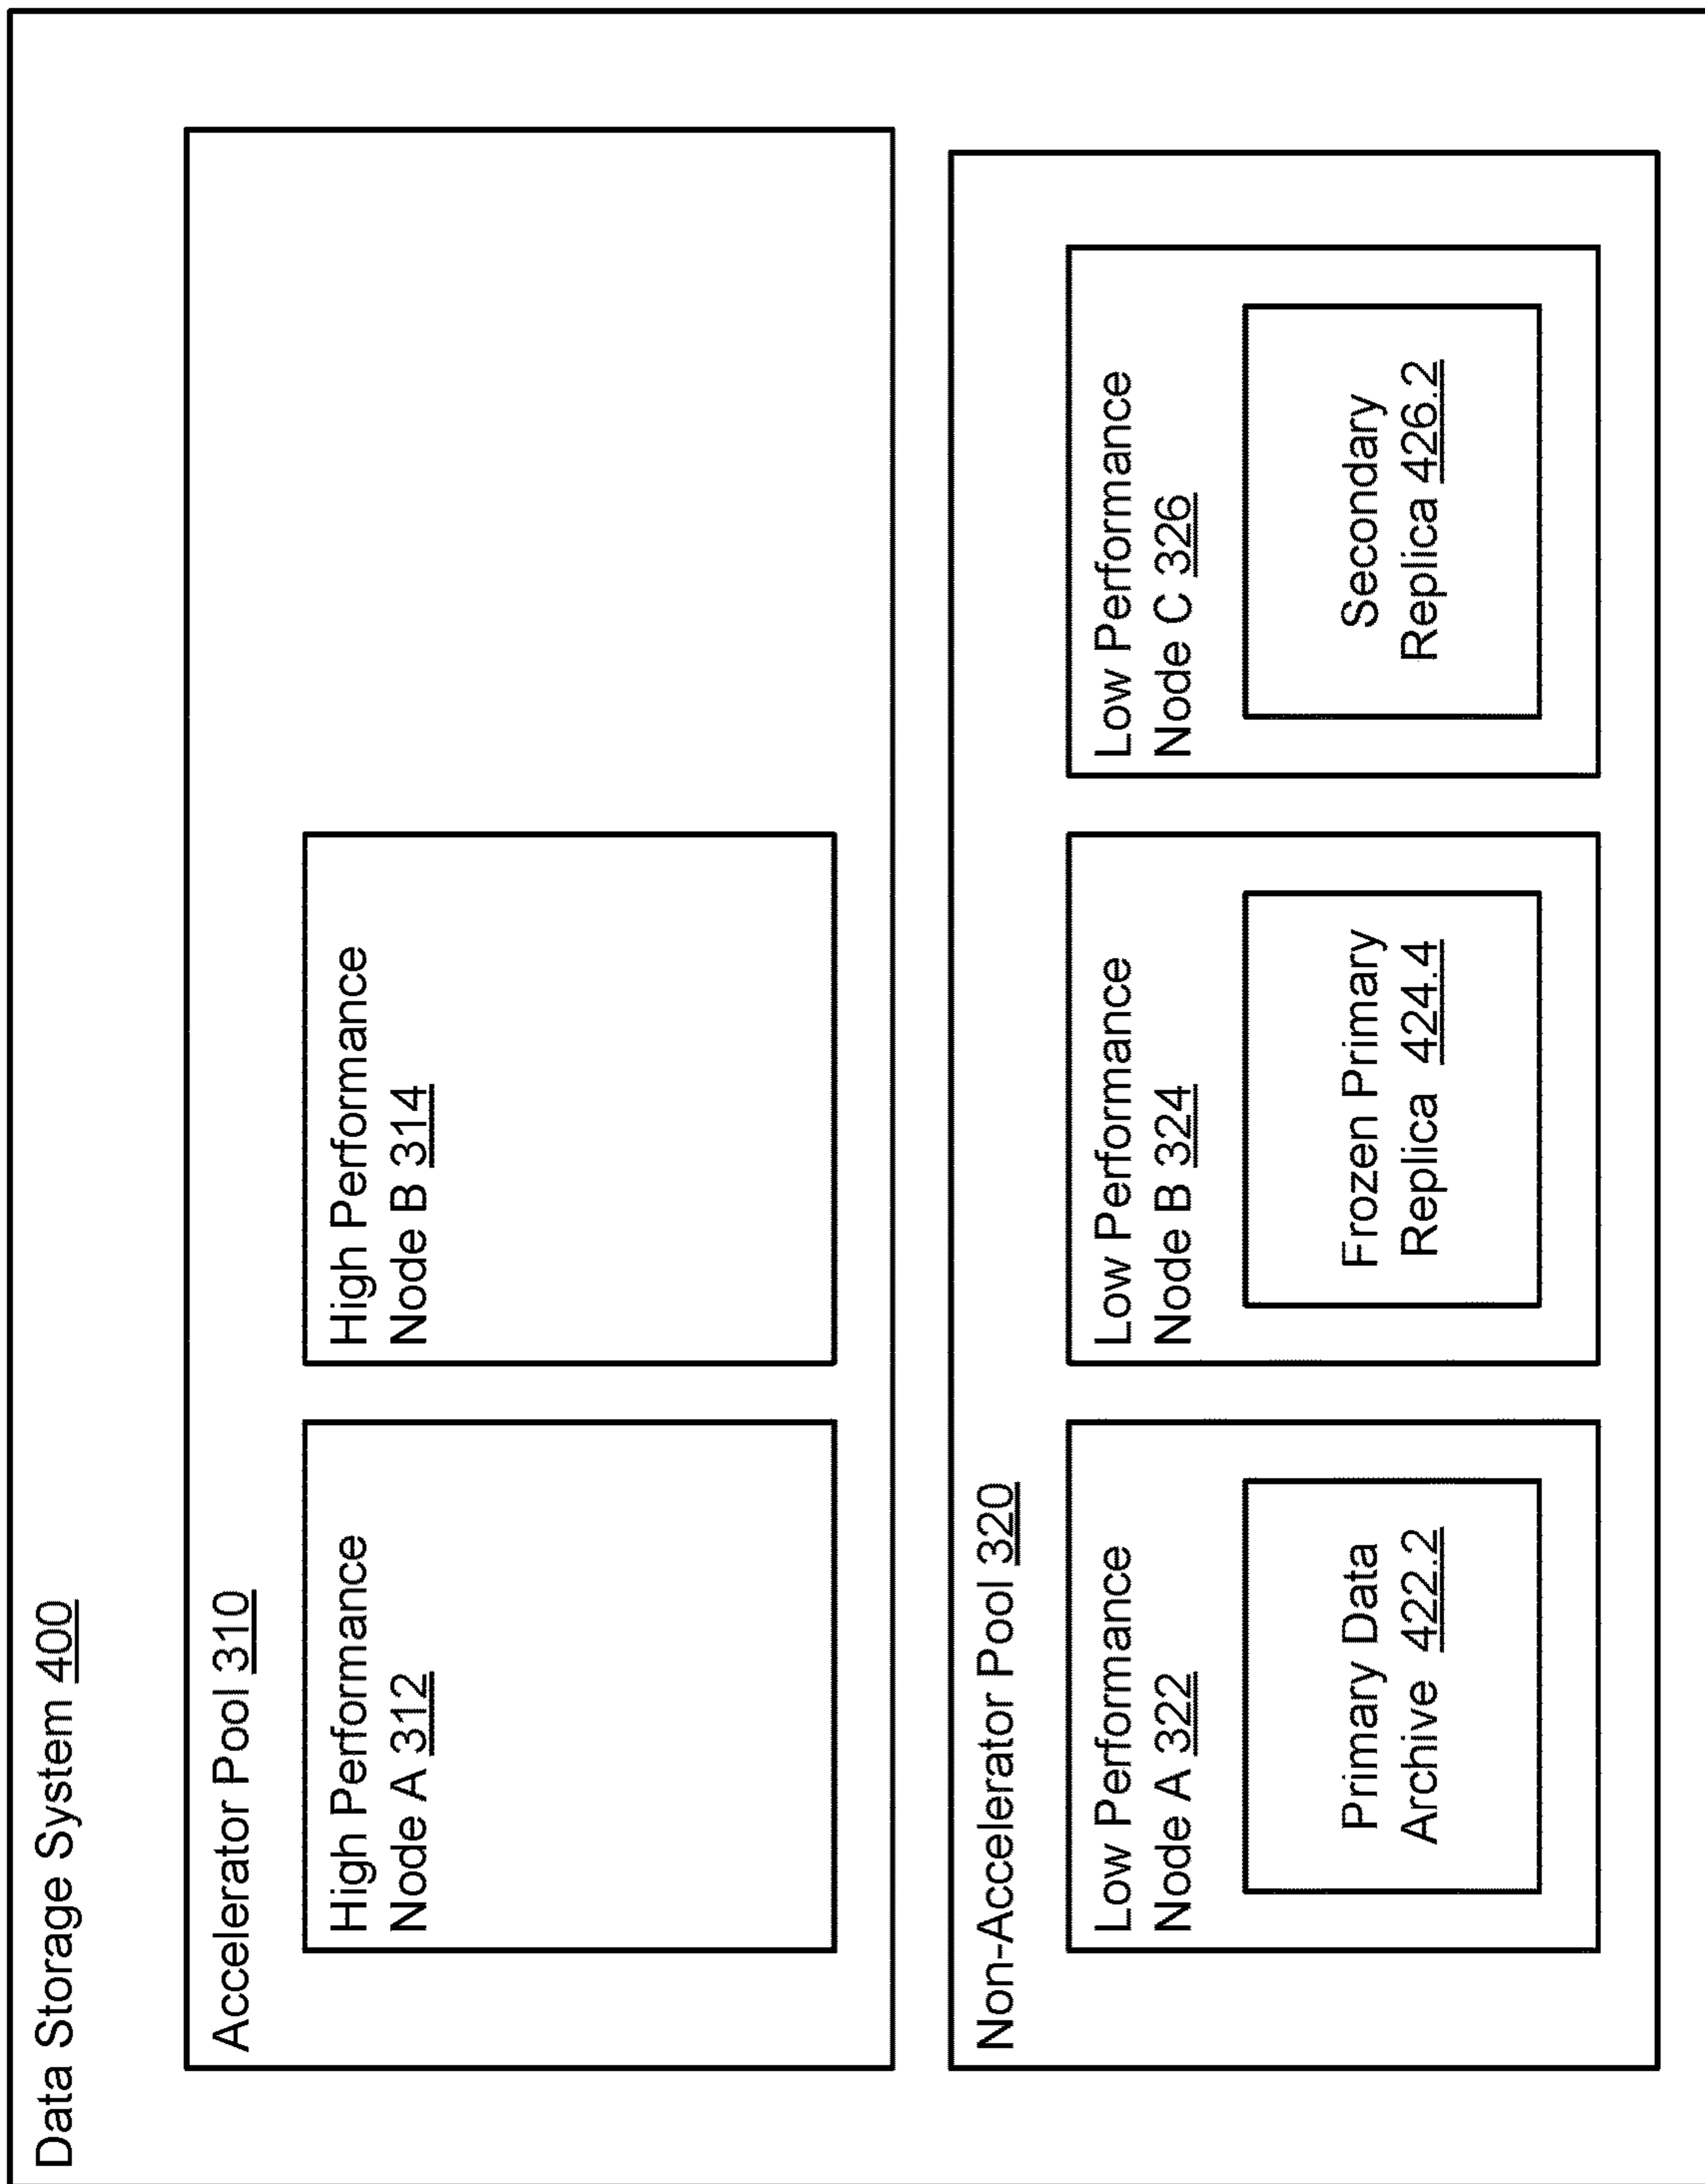 Data Storage System 400
Accelerator Pool 310
High Performance
Node A 312
High Performance
Node B 314
Non-Accelerator Pool 320
Low Performance
Node A 322
Primary Data
Archive 422.2
Low Performance
Node B 324
Frozen Primary
Replica 424.4
Low Performance
Node C 326
Secondary
Replica 426.2